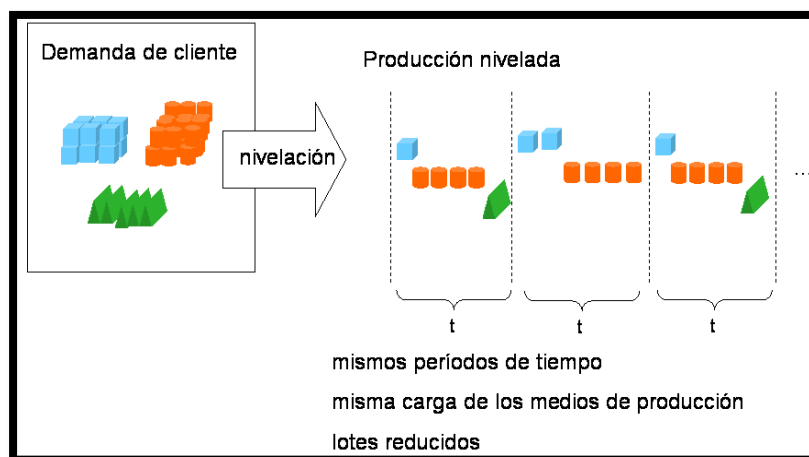 Demanda de cliente
Producción nivelada
nivelación
...
t
t
t
mismos períodos de tiempo
misma carga de los medios de producción
lotes reducidos